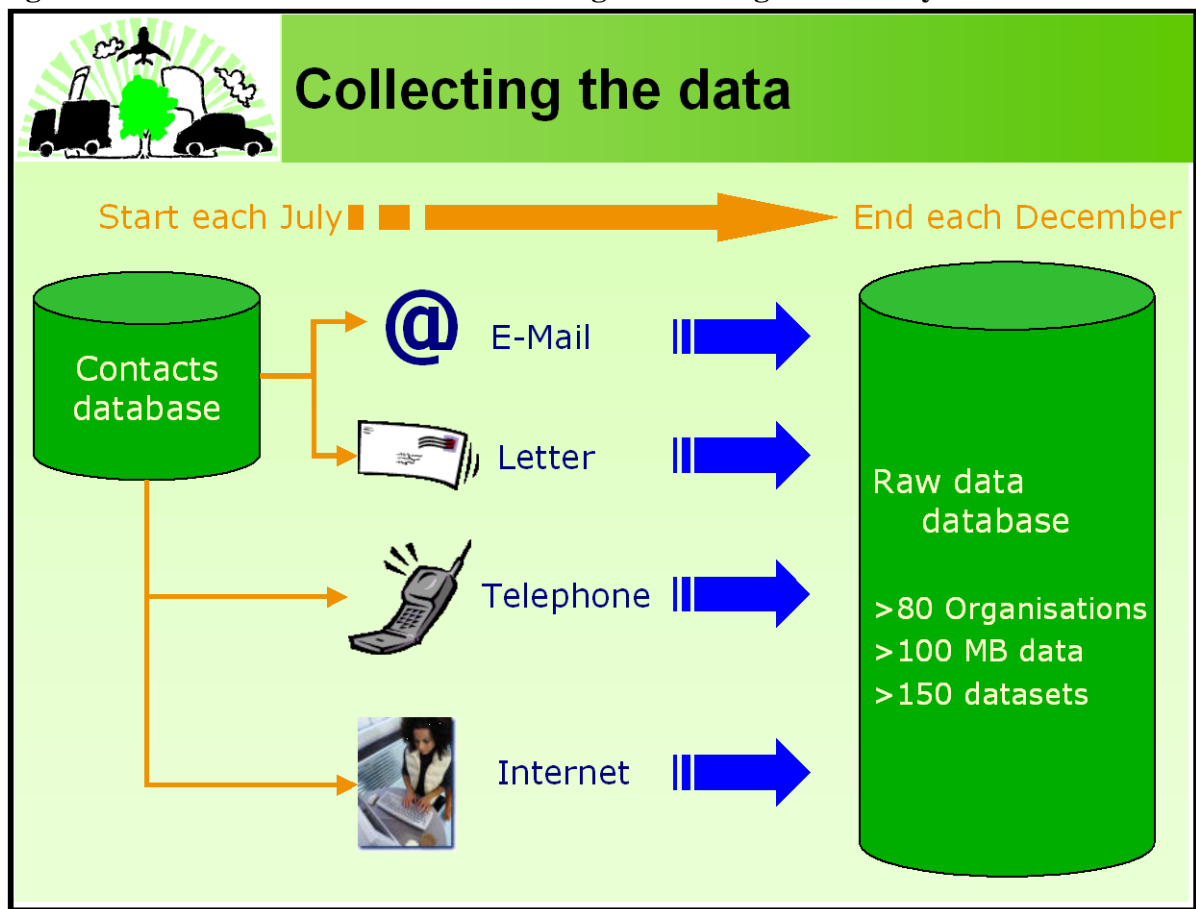 Collecting the data
Start each July
End each December
Contacts
database
@
E-Mail
Letter
Telephone
Internet
Raw data
database
>80 Organisations
>100 MB data
>150 datasets